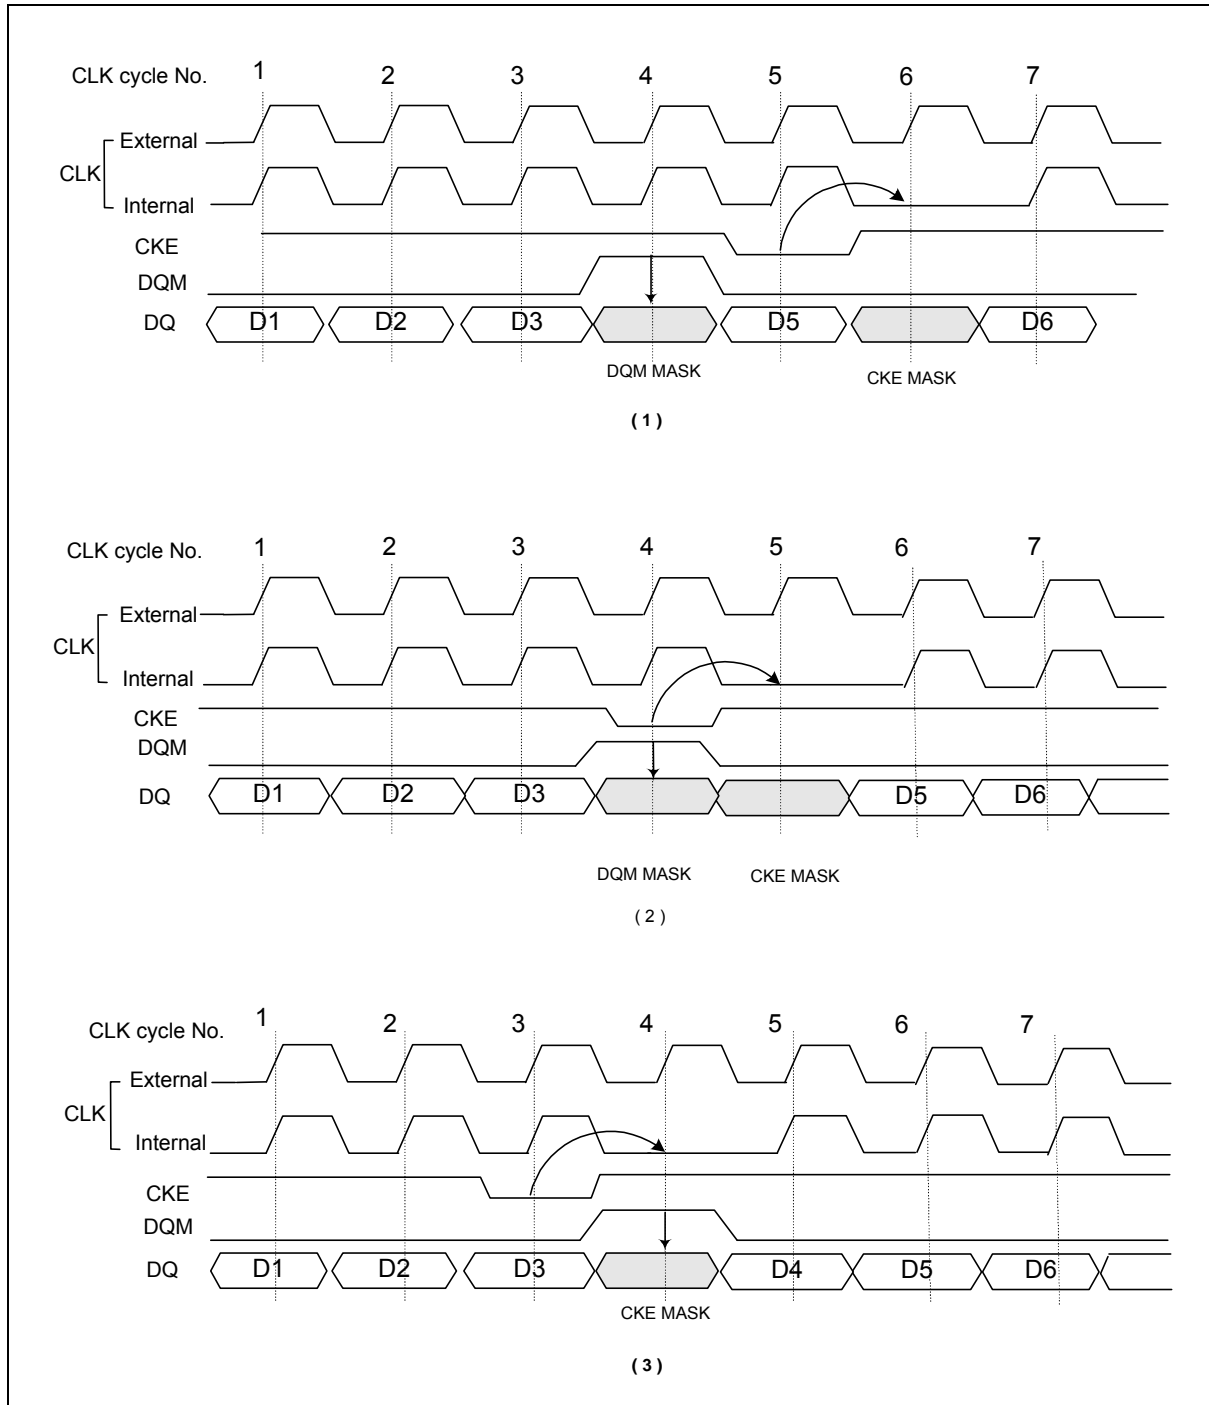 CLK cycle No. 1 2 3 4 5 6 7
External
CLK
Internal
CKE
DQM
DQ D1 D2 D3 D5 D6
DQM MASK CKE MASK
( 1 )
CLK cycle No. 1 2 3 4 5 6 7
External
CLK
Internal
CKE
DQM
DQ D1 D2 D3 D5 D6
DQM MASK CKE MASK
( 2 )
CLK cycle No. 1 2 3 4 5 6 7
External
CLK
Internal
CKE
DQM
DQ D1 D2 D3 D4 D5 D6
CKE MASK
( 3 )